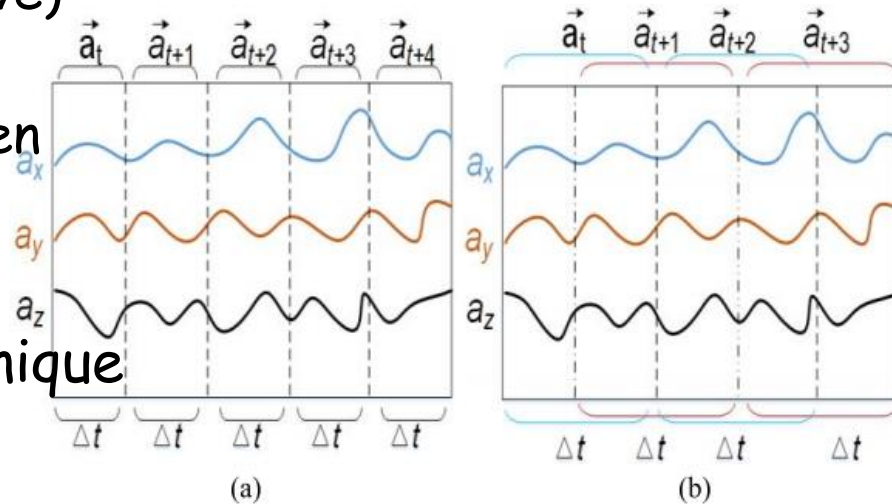 ve)
en
nique
a⃗t a⃗t+1 a⃗t+2 a⃗t+3 a⃗t+4
ax
ay
az
Δt Δt Δt Δt Δt
(a)
a⃗t a⃗t+1 a⃗t+2 a⃗t+3
ax
ay
az
Δt Δt Δt Δt
(b)